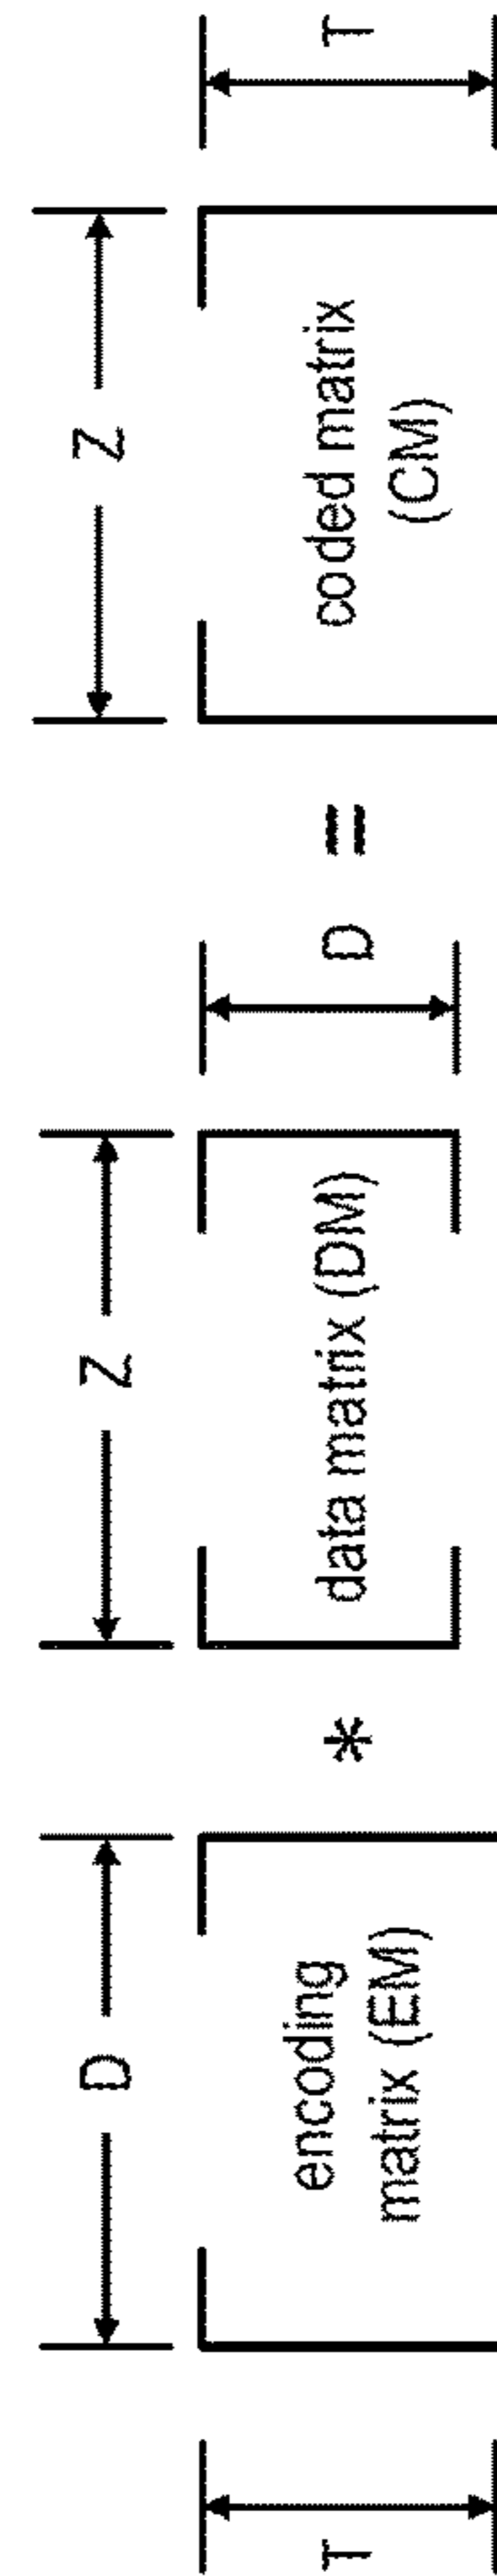 T
D
encoding
matrix (EM)
*
Z
data matrix (DM)
D
=
Z
coded matrix
(CM)
T